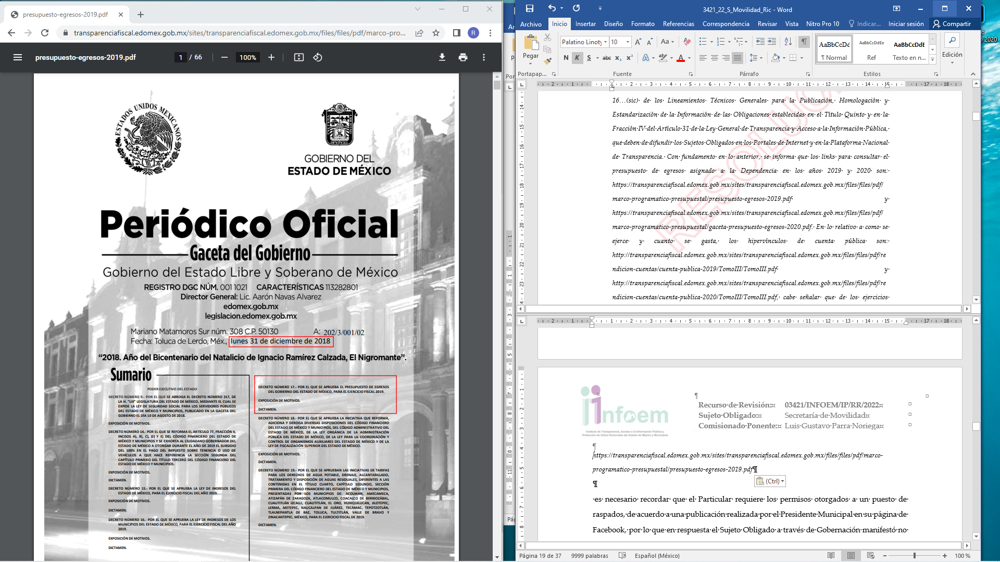 presupuesto-egresos-2019.pdf
transparenciafiscal.edomex.gob.mx/sites/transparenciafiscal.edomex.gob.mx/files/files/pdf/marco-pro...
R
presupuesto-egresos-2019.pdf
1 / 66
100%
ESTADOS UNIDOS MEXICANOS
GOBIERNO DEL
ESTADO DE MÉXICO
Periódico Oficial
Gaceta del Gobierno
Gobierno del Estado Libre y Soberano de México
REGISTRO DGC NÚM. 001 1021 CARACTERÍSTICAS 113282801
Director General: Lic. Aarón Navas Alvarez
edomex.gob.mx
legislacion.edomex.gob.mx
Mariano Matamoros Sur núm. 308 C.P. 50130 A: 202/3/001/02
Fecha: Toluca de Lerdo, Méx., lunes 31 de diciembre de 2018
“2018. Año del Bicentenario del Natalicio de Ignacio Ramírez Calzada, El Nigromante”.
Sumario
PODER EJECUTIVO DEL ESTADO
DECRETO NÚMERO 9.- POR EL QUE SE ABROGA EL DECRETO NÚMERO 317, DE
LA H. “LIX” LEGISLATURA DEL ESTADO DE MÉXICO, MEDIANTE EL CUAL SE
EXPIDE LA LEY DE SEGURIDAD SOCIAL PARA LOS SERVIDORES PÚBLICOS
DEL ESTADO DE MÉXICO Y MUNICIPIOS, PUBLICADO EN LA GACETA DEL
GOBIERNO EL DÍA 10 DE AGOSTO DE 2018.
EXPOSICIÓN DE MOTIVOS.
DECRETO NÚMERO 14.- POR EL QUE SE REFORMA EL ARTÍCULO 77, FRACCIÓN II,
INCISOS A), B), C), D) Y E) DEL CÓDIGO FINANCIERO DEL ESTADO DE
MÉXICO Y MUNICIPIOS Y SE EXHORTA AL CIUDADANO GOBERNADOR DEL
ESTADO DE MÉXICO A OTORGAR DURANTE EL AÑO DE 2019 EL SUBSIDIO
DEL 100% EN EL PAGO DEL IMPUESTO SOBRE TENENCIA O USO DE
VEHÍCULOS A QUE HACE REFERENCIA LA SECCIÓN SEGUNDA DEL
CAPÍTULO PRIMERO DEL TÍTULO TERCERO DEL CÓDIGO FINANCIERO DEL
ESTADO DE MÉXICO Y MUNICIPIOS.
EXPOSICIÓN DE MOTIVOS.
DICTAMEN.
DECRETO NÚMERO 15.- POR EL QUE SE APRUEBA LA LEY DE INGRESOS DEL
ESTADO DE MÉXICO, PARA EL EJERCICIO FISCAL DEL AÑO 2019.
EXPOSICIÓN DE MOTIVOS.
DICTAMEN.
DECRETO NÚMERO 16.- POR EL QUE SE APRUEBA LA LEY DE INGRESOS DE LOS
MUNICIPIOS DEL ESTADO DE MÉXICO, PARA EL EJERCICIO FISCAL DEL AÑO
2019.
EXPOSICIÓN DE MOTIVOS.
DICTAMEN.
DECRETO NÚMERO 17.- POR EL QUE SE APRUEBA EL PRESUPUESTO DE EGRESOS
DEL GOBIERNO DEL ESTADO DE MÉXICO, PARA EL EJERCICIO FISCAL 2019.
EXPOSICIÓN DE MOTIVOS.
DICTAMEN.
DECRETO NÚMERO 18.- POR EL QUE SE APRUEBA LA INICIATIVA QUE REFORMA,
ADICIONA Y DEROGA DIVERSAS DISPOSICIONES DEL CÓDIGO FINANCIERO
DEL ESTADO DE MÉXICO Y MUNICIPIOS, DEL CÓDIGO ADMINISTRATIVO DEL
ESTADO DE MÉXICO, DE LA LEY ORGÁNICA DE LA ADMINISTRACIÓN
PÚBLICA DEL ESTADO DE MÉXICO, DE LA LEY PARA LA COORDINACIÓN Y
CONTROL DE ORGANISMOS AUXILIARES DEL ESTADO DE MÉXICO Y DE LA
LEY DE FISCALIZACIÓN SUPERIOR DEL ESTADO DE MÉXICO.
EXPOSICIÓN DE MOTIVOS.
DICTAMEN.
DECRETO NÚMERO 19.- POR EL QUE SE APRUEBAN LAS INICIATIVAS DE TARIFAS
PARA LOS DERECHOS DE AGUA POTABLE, DRENAJE, ALCANTARILLADO,
TRATAMIENTO Y DISPOSICIÓN DE AGUAS RESIDUALES, DIFERENTES A LAS
CONTENIDAS EN EL TÍTULO CUARTO, CAPÍTULO SEGUNDO, SECCIÓN
PRIMERA DEL CÓDIGO FINANCIERO DEL ESTADO DE MÉXICO Y MUNICIPIOS,
PRESENTADAS POR LOS MUNICIPIOS DE: ACOLMAN, AMECAMECA,
ATIZAPÁN DE ZARAGOZA, ATLACOMULCO, COACALCO DE BERRIOZÁBAL,
CUAUTITLÁN IZCALLI, CUAUTITLÁN, EL ORO, HUIXQUILUCAN, JILOTEPEC,
LERMA, METEPEC, NAUCALPAN DE JUÁREZ, TECÁMAC, TEPOTZOTLÁN,
TLALNEPANTLA DE BAZ, TOLUCA, TULTITLÁN, VALLE DE BRAVO Y
ZINACANTEPEC, MÉXICO, PARA EL EJERCICIO FISCAL DE 2019.
DICTAMEN.
3421_22_S_Movilidad_Ric - Word
Archivo Inicio Insertar Diseño Formato Referencias Correspondencia Revisar Vista Nitro Pro 10 Indicar... Iniciar sesión Compartir
Pegar
Palatino Linoty 10
N K S abc x₂ x²
AaBbCcDd AaBbCcDdEe AaBbCcDdE
¶ Normal Ref Texto en n...
Edición
Portapap... Fuente Párrafo Estilos
16…(sic) de los Lineamientos Técnicos Generales para la Publicación, Homologación y
Estandarización de la Información de las Obligaciones establecidas en el Título Quinto y en la
Fracción IV del Artículo 31 de la Ley General de Transparencia y Acceso a la Información Pública,
que deben de difundir los Sujetos Obligados en los Portales de Internet y en la Plataforma Nacional
de Transparencia. Con fundamento en lo anterior, se informa que los links para consultar el
presupuesto de egresos asignado a la Dependencia en los años 2019 y 2020 son:
https://transparenciafiscal.edomex.gob.mx/sites/transparenciafiscal.edomex.gob.mx/files/files/pdf/
marco-programatico-presupuestal/presupuesto-egresos-2019.pdf y
https://transparenciafiscal.edomex.gob.mx/sites/transparenciafiscal.edomex.gob.mx/files/files/pdf/
marco-programatico-presupuestal/gaceta-presupuesto-egresos-2020.pdf. En lo relativo a como se
ejerce y cuanto se gasta, los hipervínculos de cuenta pública son:
http://transparenciafiscal.edomex.gob.mx/sites/transparenciafiscal.edomex.gob.mx/files/files/pdf/re
ndicion-cuentas/cuenta-publica-2019/TomoIII/TomoIII.pdf y
http://transparenciafiscal.edomex.gob.mx/sites/transparenciafiscal.edomex.gob.mx/files/files/pdf/re
ndicion-cuentas/cuenta-publica-2020/TomoIII/TomoIII.pdf, cabe señalar que de los ejercicios
RESOLUC
infoem
Instituto de Transparencia, Acceso a la Información Pública y
Protección de Datos Personales del Estado de México y Municipios
Recurso de Revisión: 03421/INFOEM/IP/RR/2022
Sujeto Obligado: Secretaría de Movilidad
Comisionado Ponente: Luis Gustavo Parra Noriega
https://transparenciafiscal.edomex.gob.mx/sites/transparenciafiscal.edomex.gob.mx/files/files/pdf/marco-
programatico-presupuestal/presupuesto-egresos-2019.pdf¶
(Ctrl)
¶
es necesario recordar que el Particular requiere los permisos otorgados a un puesto de
raspados, de acuerdo a una publicación realizada por el Presidente Municipal en su página de
Facebook, por lo que en respuesta el Sujeto Obligado a través de Gobernación manifestó no
Página 19 de 37 9999 palabras Español (México) 100 %